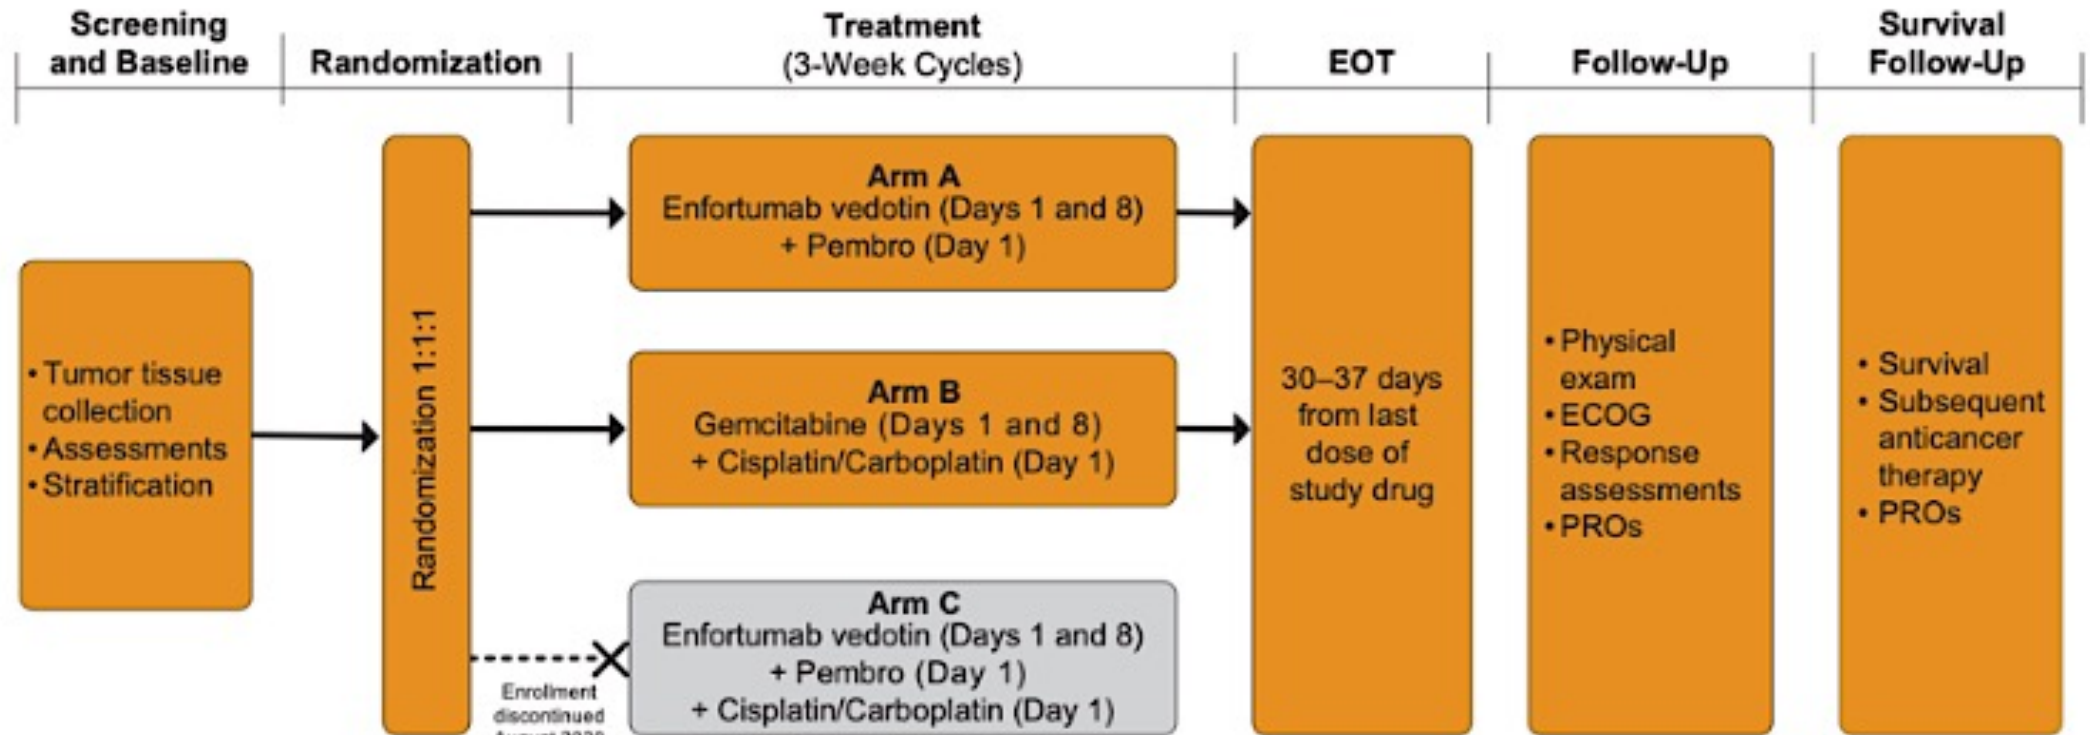 Screening
and Baseline
Randomization
Treatment
(3-Week Cycles)
EOT
Follow-Up
Survival
Follow-Up
• Tumor tissue
collection
• Assessments
• Stratification
Randomization 1:1:1
Arm A
Enfortumab vedotin (Days 1 and 8)
+ Pembro (Day 1)
Arm B
Gemcitabine (Days 1 and 8)
+ Cisplatin/Carboplatin (Day 1)
Enrollment
discontinued
Arm C
Enfortumab vedotin (Days 1 and 8)
+ Pembro (Day 1)
+ Cisplatin/Carboplatin (Day 1)
30–37 days
from last
dose of
study drug
• Physical
exam
• ECOG
• Response
assessments
• PROs
• Survival
• Subsequent
anticancer
therapy
• PROs